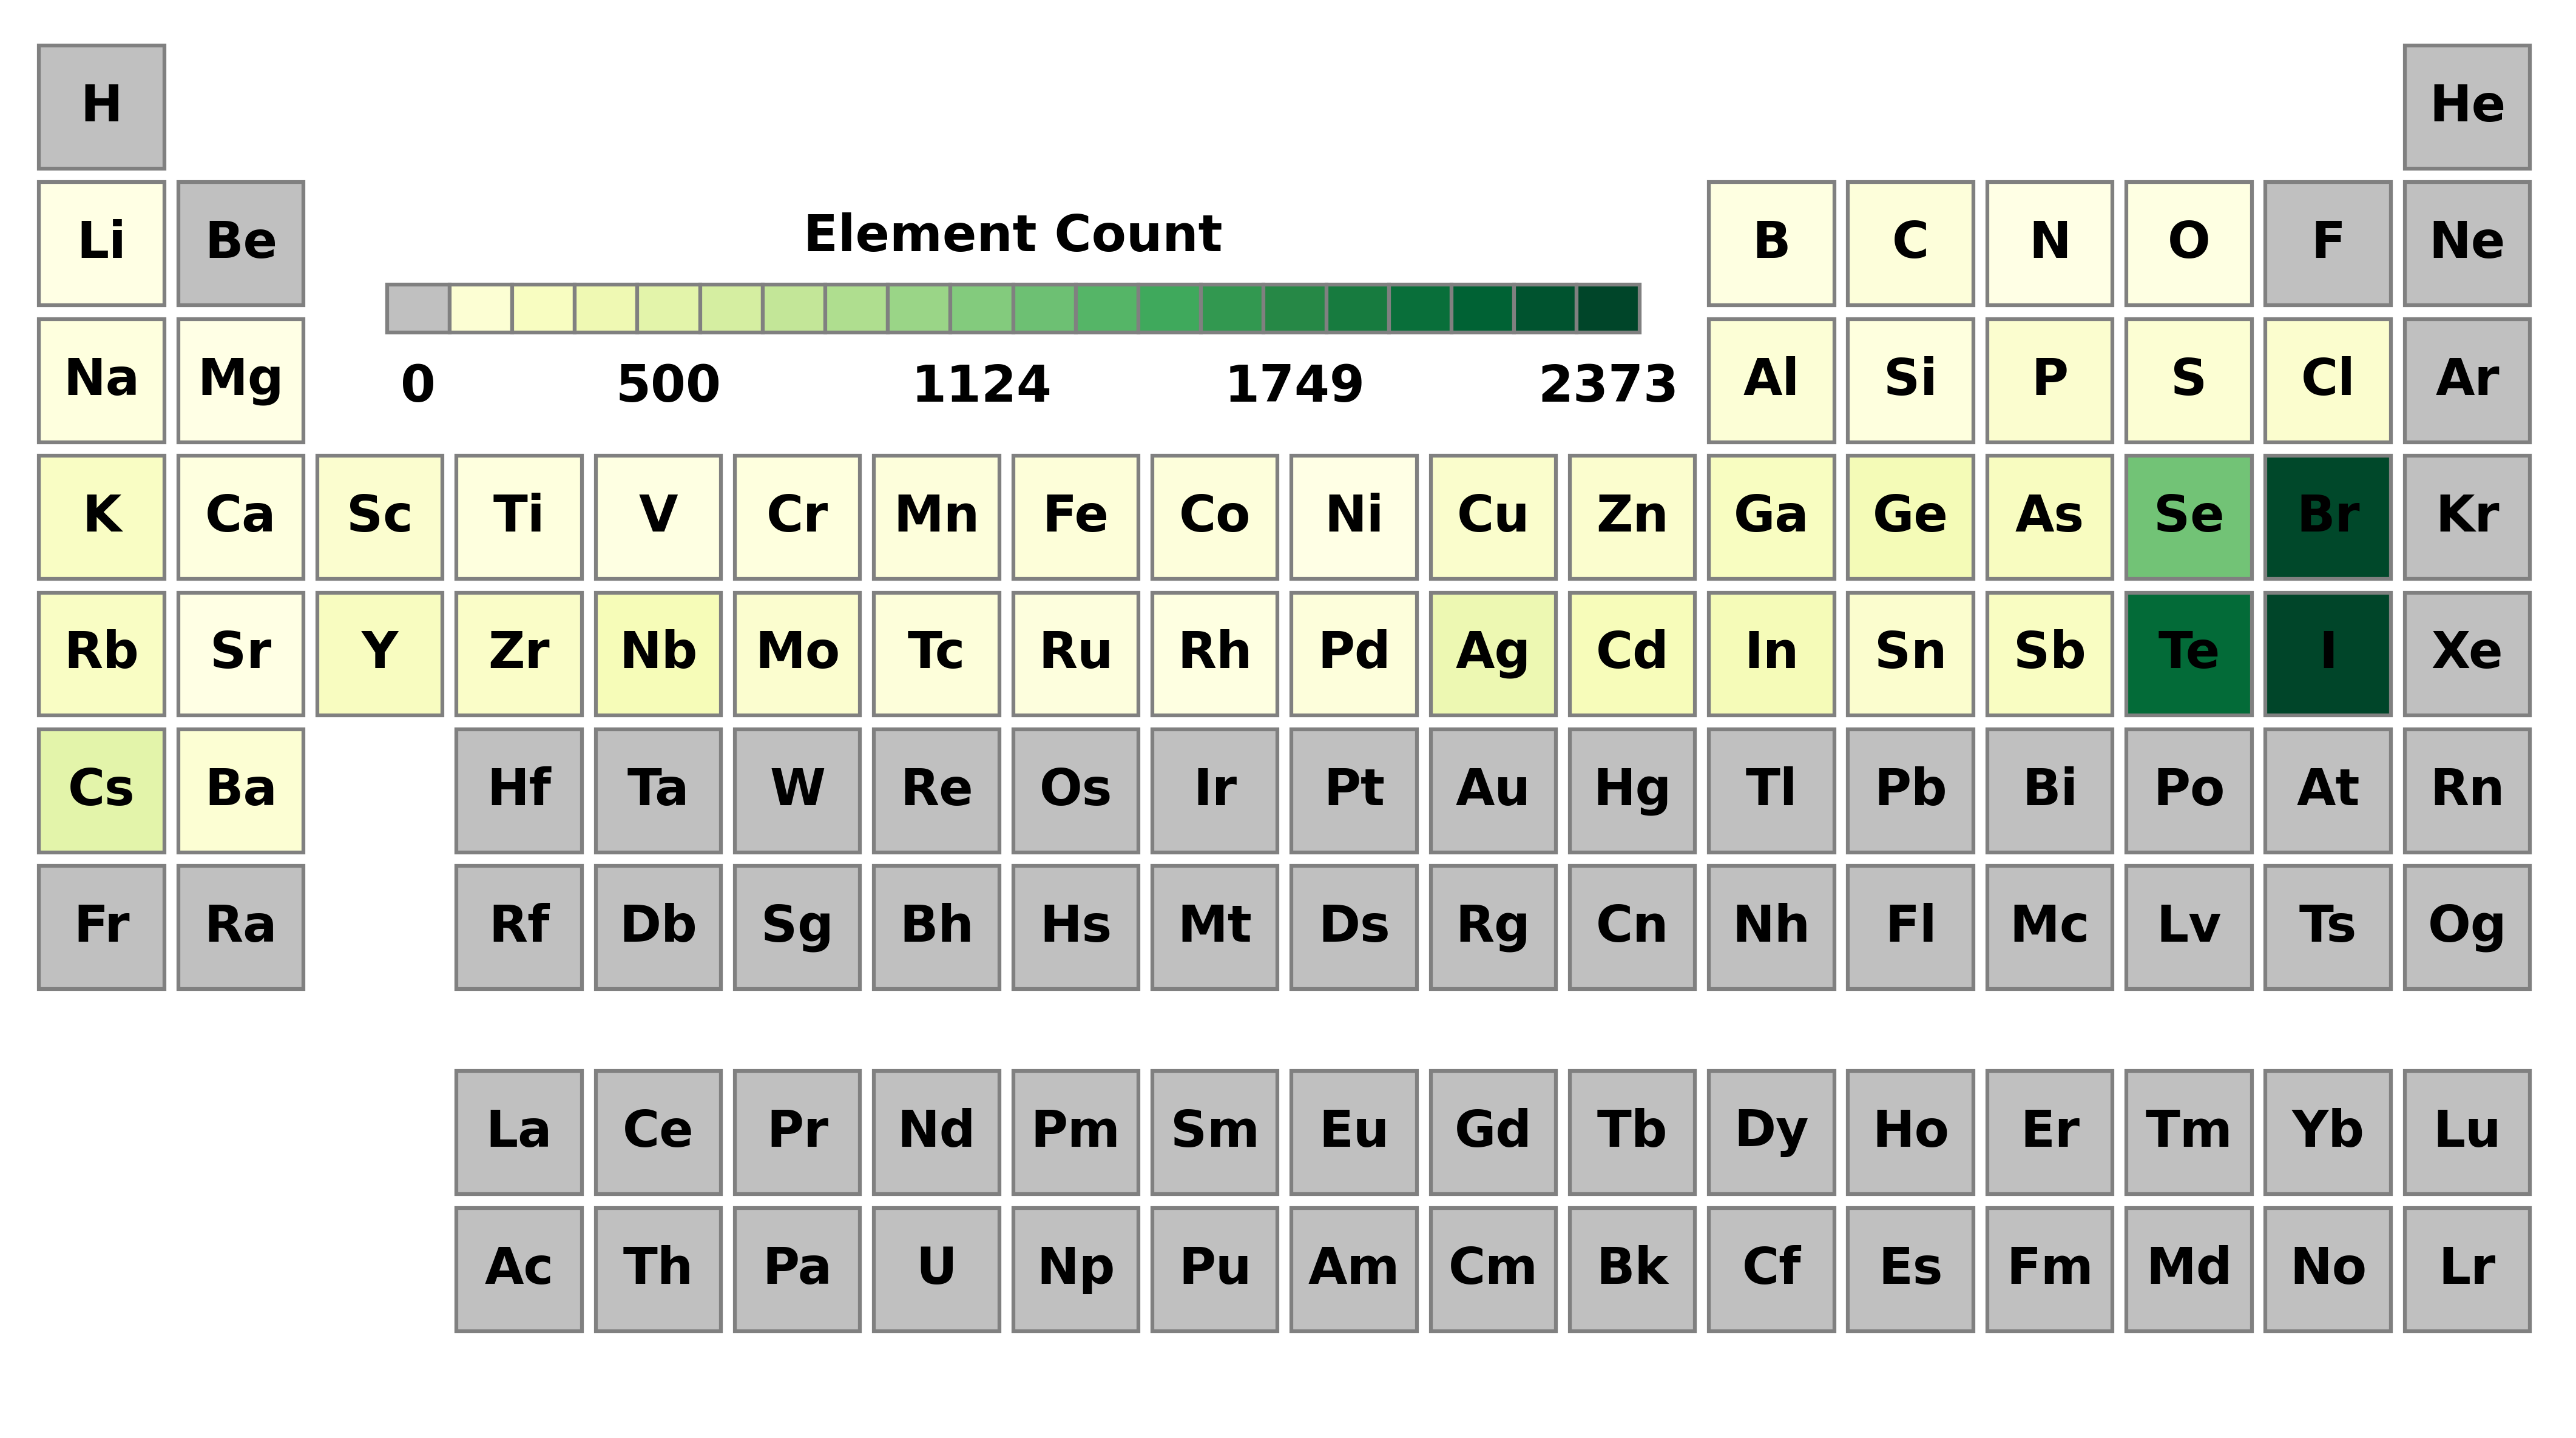 H He
Li Be B C N O F Ne
Element Count
Na Mg Al Si P S Cl Ar
0 500 1124 1749 2373
K Ca Sc Ti V Cr Mn Fe Co Ni Cu Zn Ga Ge As Se Br Kr
Rb Sr Y Zr Nb Mo Tc Ru Rh Pd Ag Cd In Sn Sb Te I Xe
Cs Ba Hf Ta W Re Os Ir Pt Au Hg Tl Pb Bi Po At Rn
Fr Ra Rf Db Sg Bh Hs Mt Ds Rg Cn Nh Fl Mc Lv Ts Og
La Ce Pr Nd Pm Sm Eu Gd Tb Dy Ho Er Tm Yb Lu
Ac Th Pa U Np Pu Am Cm Bk Cf Es Fm Md No Lr